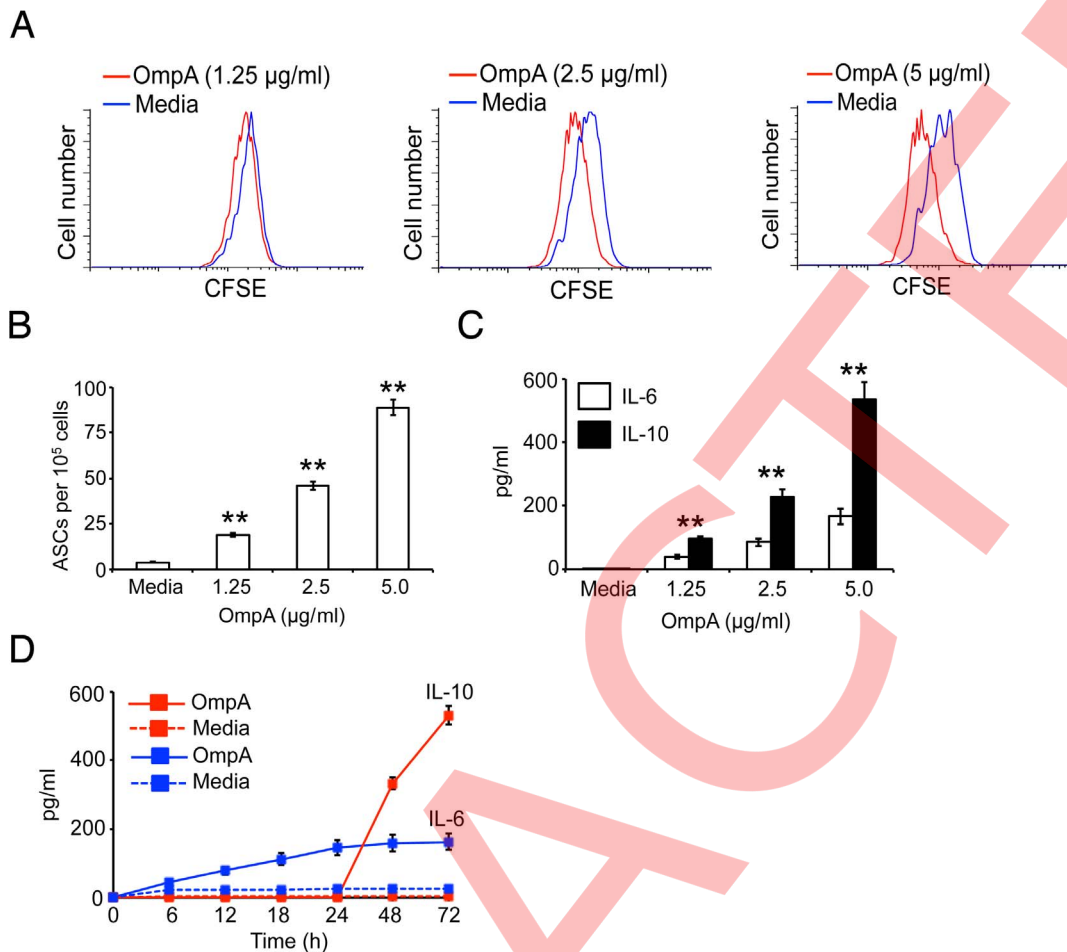 A
OmpA (1.25 µg/ml)
Media
Cell number
CFSE
OmpA (2.5 µg/ml)
Media
Cell number
CFSE
OmpA (5 µg/ml)
Media
Cell number
CFSE
B
ASCs per 10⁵ cells
100
75
50
25
0
**
**
**
Media 1.25 2.5 5.0
OmpA (µg/ml)
C
pg/ml
600
400
200
0
IL-6
IL-10
**
**
**
Media 1.25 2.5 5.0
OmpA (µg/ml)
D
pg/ml
600
400
200
0
OmpA
Media
OmpA
Media
IL-10
IL-6
0 6 12 18 24 48 72
Time (h)
ACTE